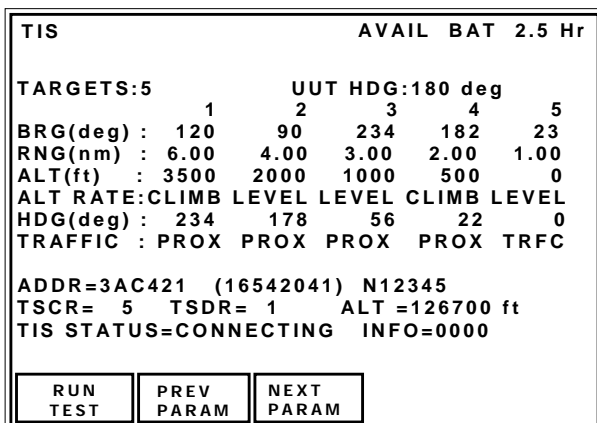 TIS AVAIL BAT 2.5 Hr
TARGETS:5 UUT HDG:180 deg
1 2 3 4 5
BRG(deg) : 120 90 234 182 23
RNG(nm) : 6.00 4.00 3.00 2.00 1.00
ALT(ft) : 3500 2000 1000 500 0
ALT RATE:CLIMB LEVEL LEVEL CLIMB LEVEL
HDG(deg) : 234 178 56 22 0
TRAFFIC : PROX PROX PROX PROX TRFC
ADDR=3AC421 (16542041) N12345
TSCR= 5 TSDR= 1 ALT =126700 ft
TIS STATUS=CONNECTING INFO=0000
RUN TEST
PREV PARAM
NEXT PARAM